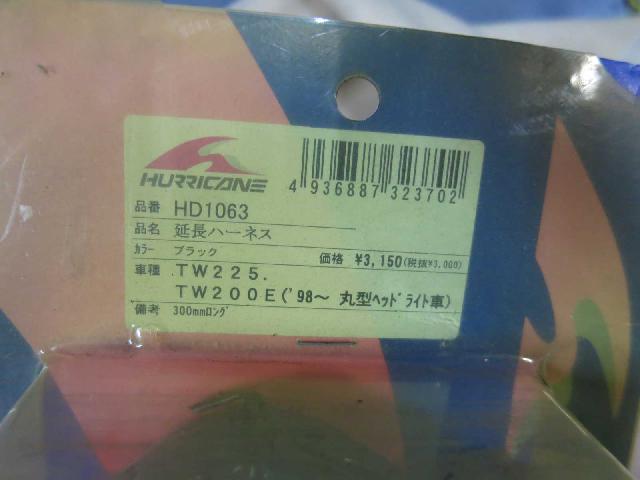 HURRICANE
4 936887 323702
品番 HD1063
品名 延長ハーネス
ｶﾗｰ ブラック 価格 ¥3,150(税抜¥3,000)
車種 TW225.
TW200E('98〜 丸型ﾍｯﾄﾞﾗｲﾄ車)
備考 300mmﾛﾝｸﾞ